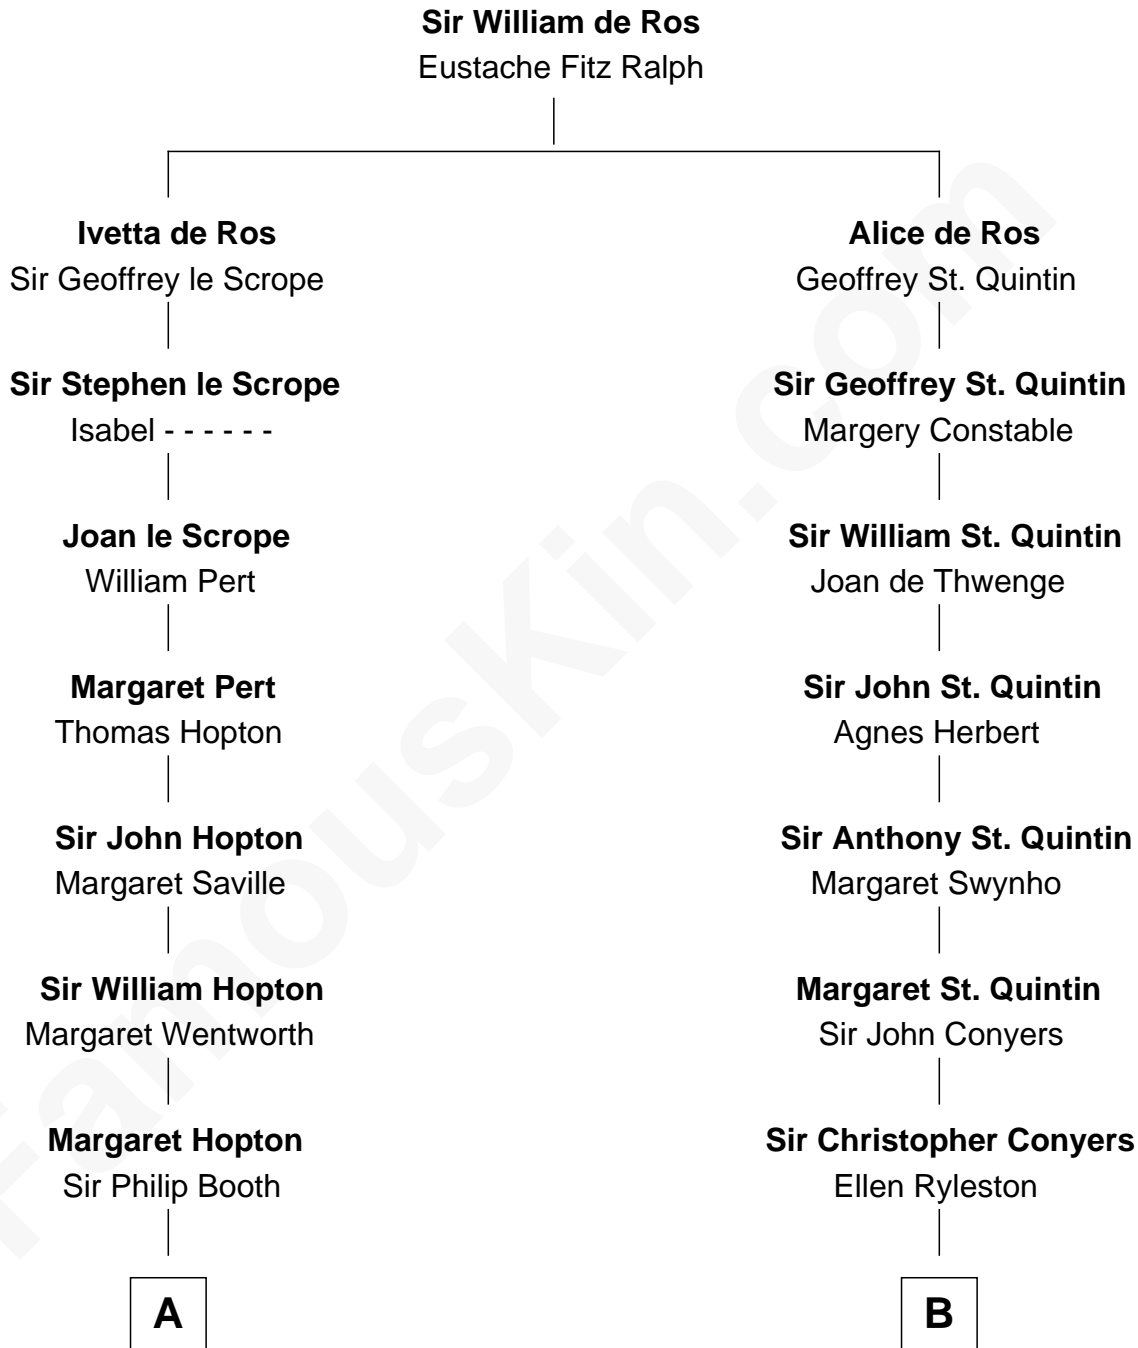 Sir William de Ros
Eustache Fitz Ralph
Ivetta de Ros
Sir Geoffrey le Scrope
Alice de Ros
Geoffrey St. Quintin
Sir Stephen le Scrope
Isabel - - - - - -
Sir Geoffrey St. Quintin
Margery Constable
Joan le Scrope
William Pert
Sir William St. Quintin
Joan de Thwenge
Margaret Pert
Thomas Hopton
Sir John St. Quintin
Agnes Herbert
Sir John Hopton
Margaret Saville
Sir Anthony St. Quintin
Margaret Swynho
Sir William Hopton
Margaret Wentworth
Margaret St. Quintin
Sir John Conyers
Margaret Hopton
Sir Philip Booth
Sir Christopher Conyers
Ellen Ryleston
A
B
FamousKin.com